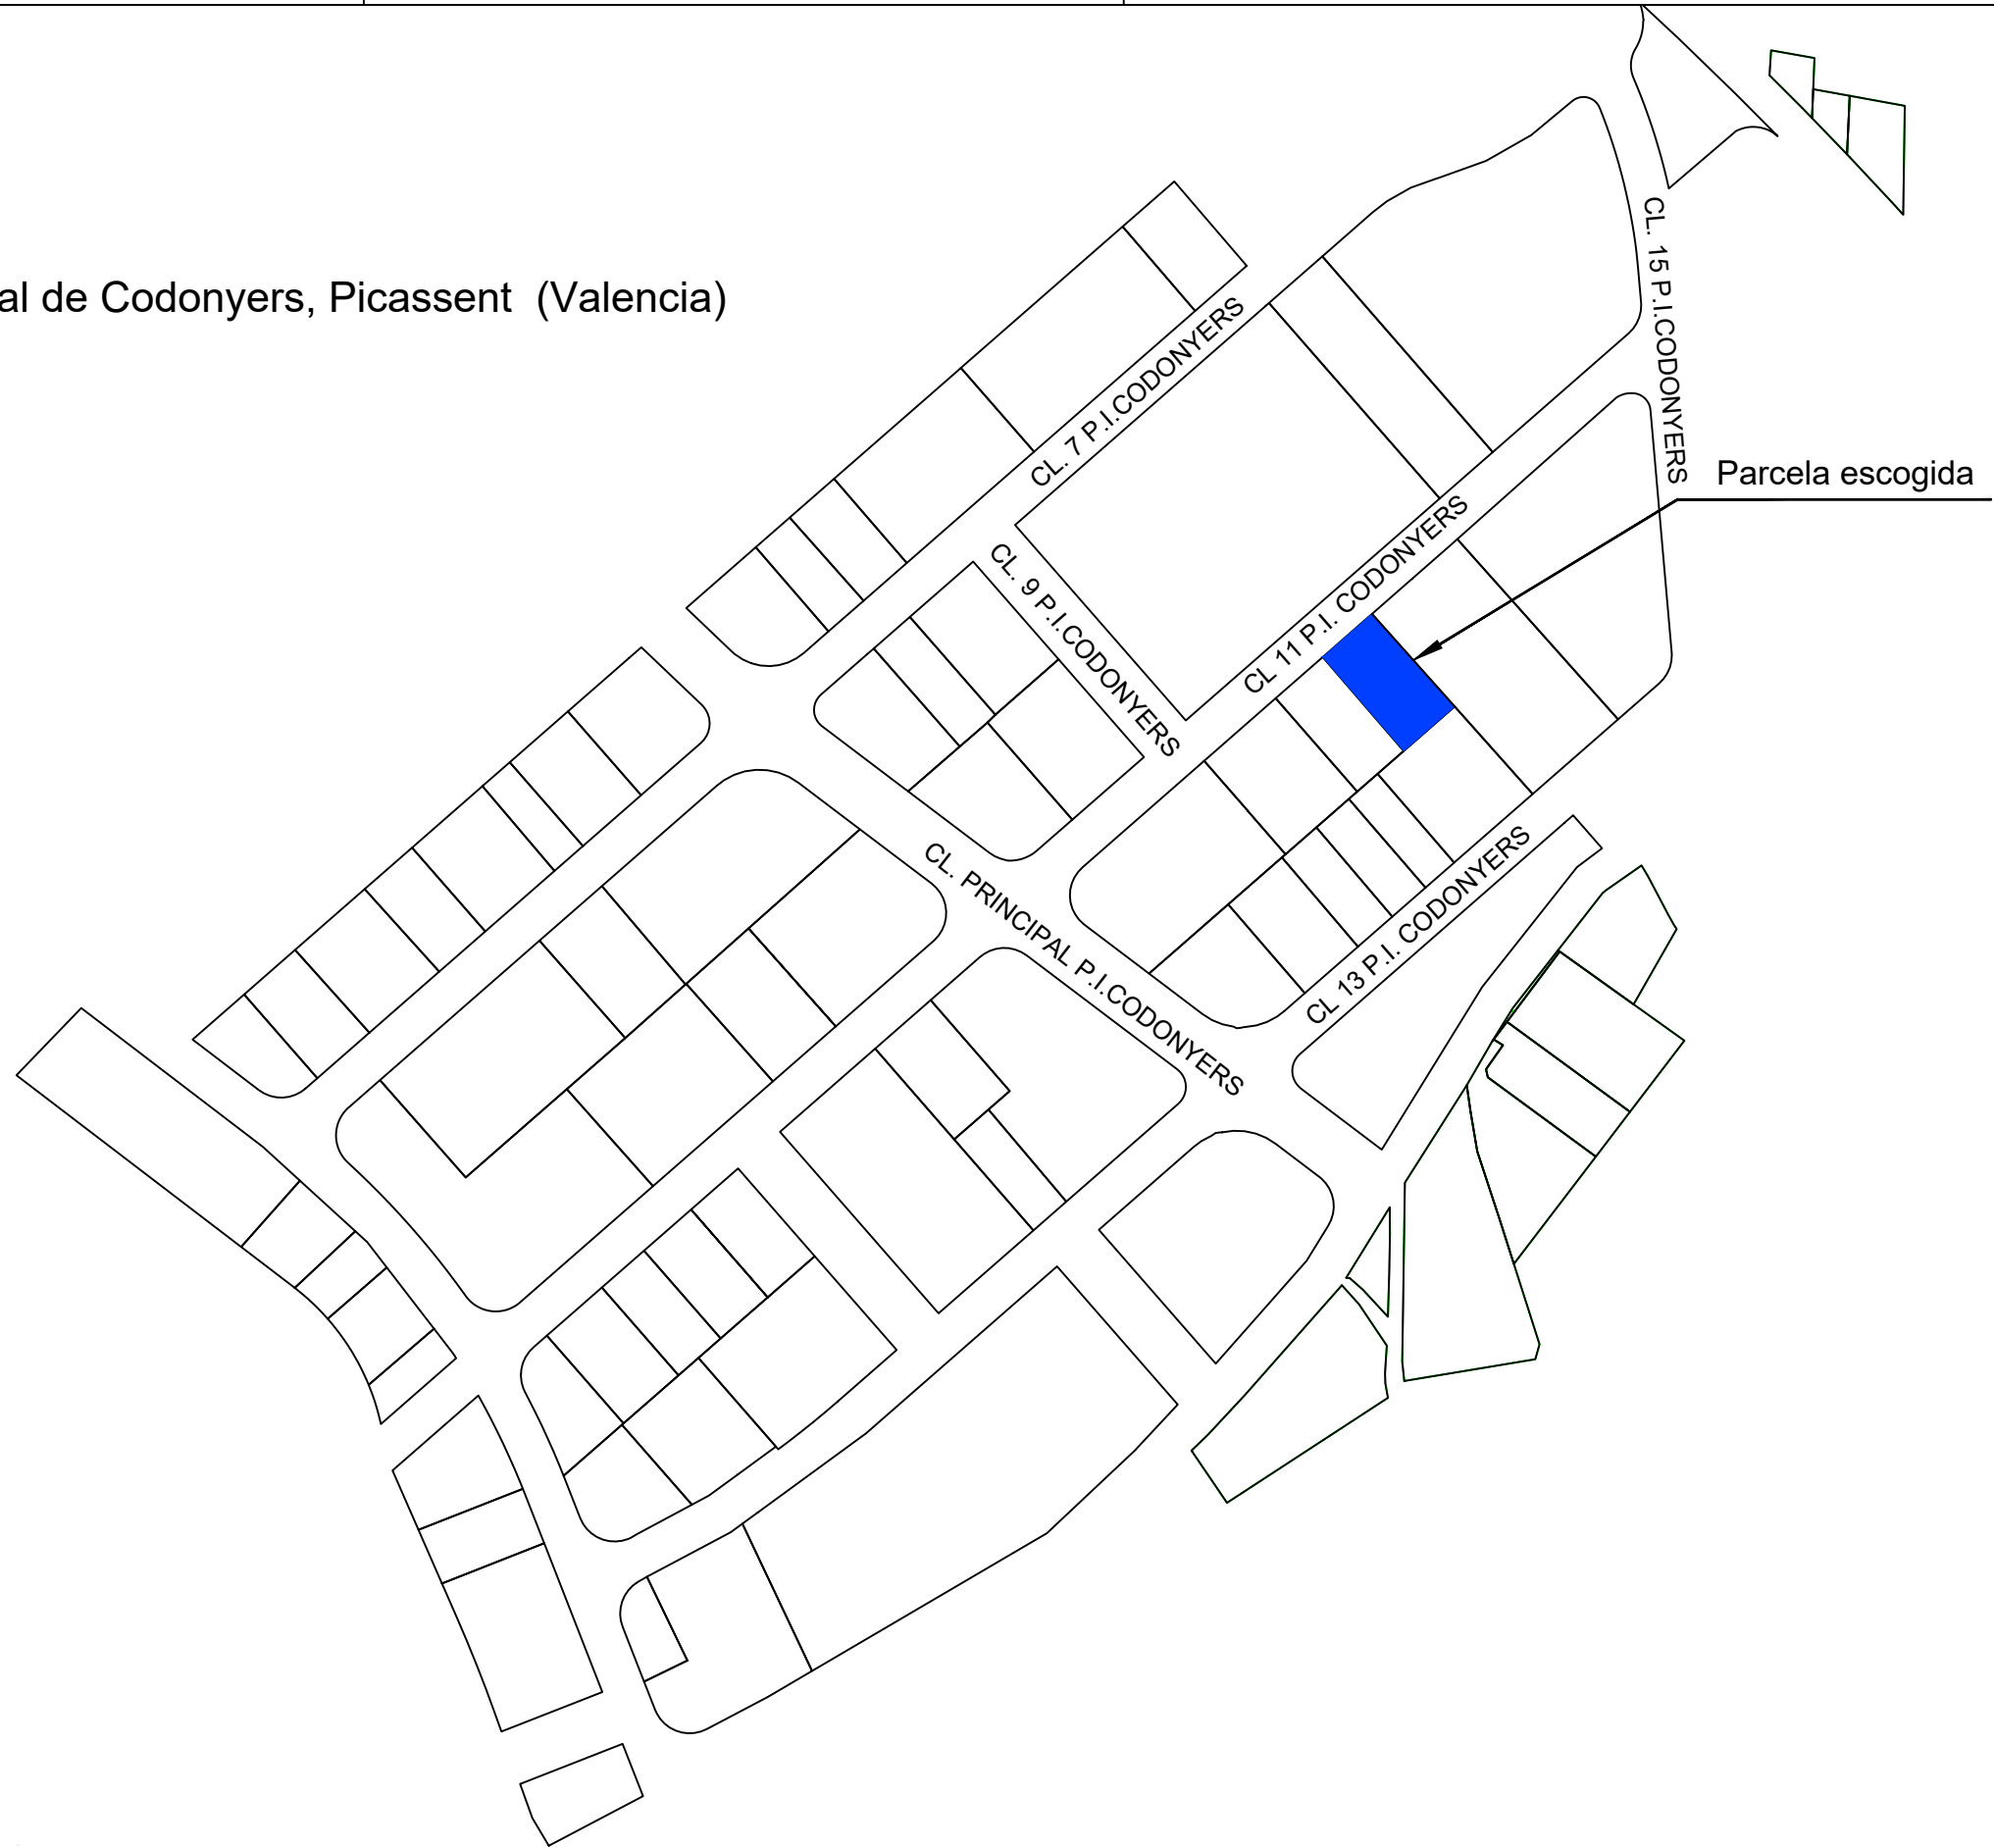 al de Codonyers, Picassent (Valencia)
CL. 15 P.I.CODONYERS
CL. 7 P.I.CODONYERS
Parcela escogida
CL 11 P.I. CODONYERS
CL. 9 P.I.CODONYERS
CL. PRINCIPAL P.I.CODONYERS
CL 13 P.I. CODONYERS